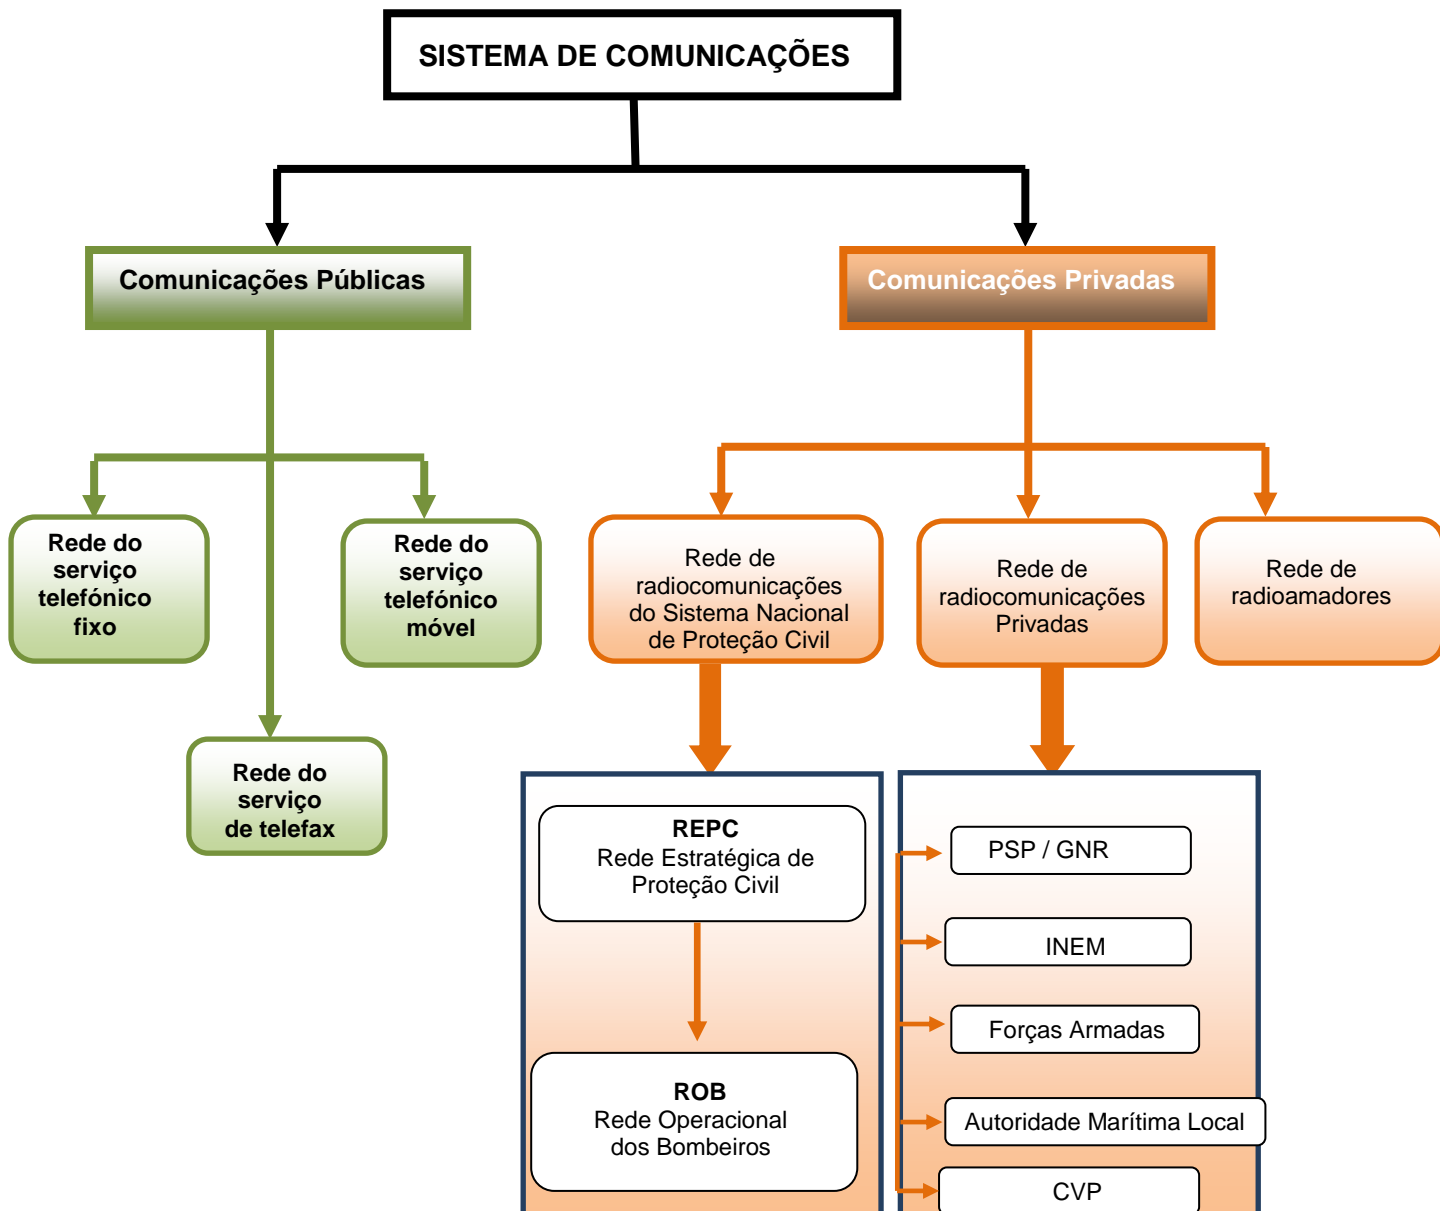 SISTEMA DE COMUNICAÇÕES
Comunicações Públicas
Comunicações Privadas
Rede do
serviço
telefónico
fixo
Rede do
serviço
telefónico
móvel
Rede do
serviço
de telefax
Rede de
radiocomunicações
do Sistema Nacional
de Proteção Civil
Rede de
radiocomunicações
Privadas
Rede de
radioamadores
REPC
Rede Estratégica de
Proteção Civil
ROB
Rede Operacional
dos Bombeiros
PSP / GNR
INEM
Forças Armadas
Autoridade Marítima Local
CVP